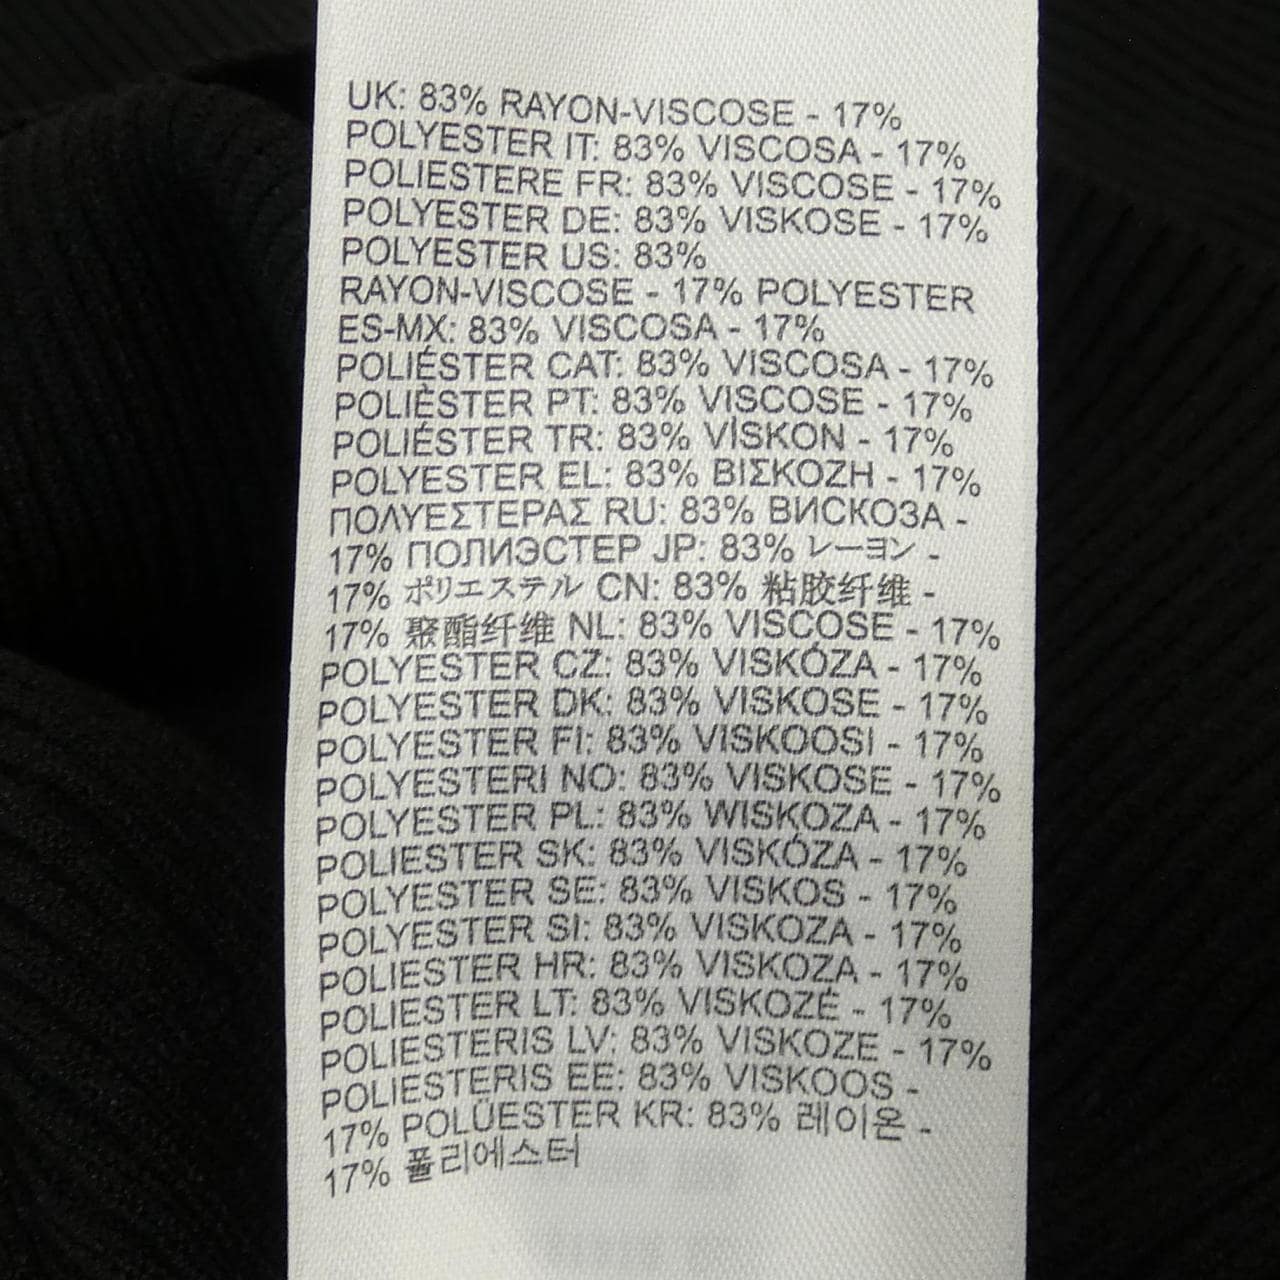 UK: 83% RAYON-VISCOSE - 17%
POLYESTER IT: 83% VISCOSA - 17%
POLIESTERE FR: 83% VISCOSE - 17%
POLYESTER DE: 83% VISKOSE - 17%
POLYESTER US: 83%
RAYON-VISCOSE - 17% POLYESTER
ES-MX: 83% VISCOSA - 17%
POLIÉSTER CAT: 83% VISCOSA - 17%
POLIÈSTER PT: 83% VISCOSE - 17%
POLIÉSTER TR: 83% VİSKON - 17%
POLYESTER EL: 83% ΒΙΣΚΟΖΗ - 17%
ΠΟΛΥΕΣΤΕΡΑΣ RU: 83% ВИСКОЗА -
17% ПОЛИЭСТЕР JP: 83% レーヨン -
17% ポリエステル CN: 83% 粘胶纤维 -
17% 聚酯纤维 NL: 83% VISCOSE - 17%
POLYESTER CZ: 83% VISKÓZA - 17%
POLYESTER DK: 83% VISKOSE - 17%
POLYESTER FI: 83% VISKOOSI - 17%
POLYESTERI NO: 83% VISKOSE - 17%
POLYESTER PL: 83% WISKOZA - 17%
POLIESTER SK: 83% VISKÓZA - 17%
POLYESTER SE: 83% VISKOS - 17%
POLYESTER SI: 83% VISKOZA - 17%
POLIESTER HR: 83% VISKOZA - 17%
POLIESTER LT: 83% VISKOZĖ - 17%
POLIESTERIS LV: 83% VISKOZE - 17%
POLIESTERIS EE: 83% VISKOOS -
17% POLÜESTER KR: 83% 레이온 -
17% 폴리에스터